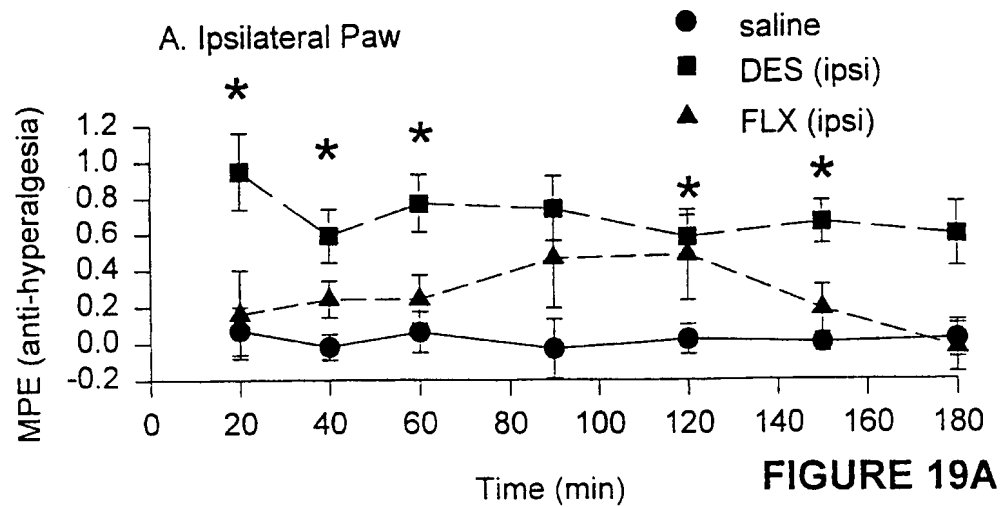 A. Ipsilateral Paw
saline
DES (ipsi)
FLX (ipsi)
* * * * *
MPE (anti-hyperalgesia)
1.2
1.0
0.8
0.6
0.4
0.2
0.0
-0.2
0 20 40 60 80 100 120 140 160 180
Time (min)
FIGURE 19A